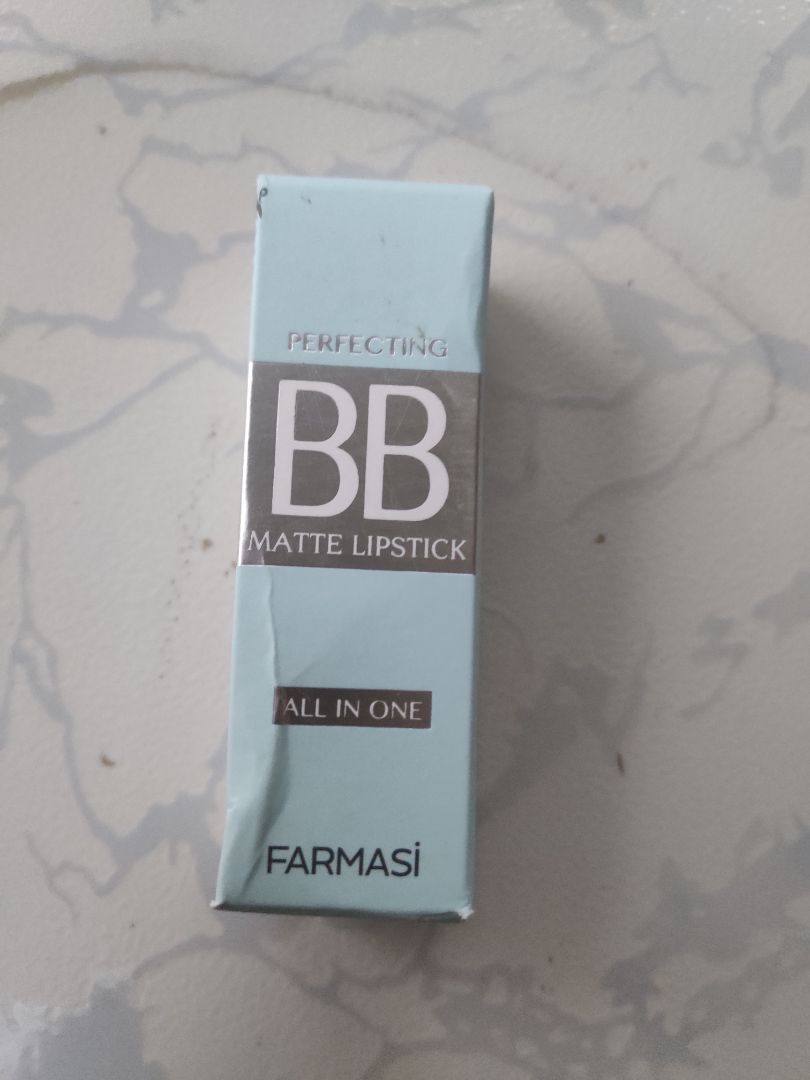 PERFECTING
BB
MATTE LIPSTICK
ALL IN ONE
FARMASİ